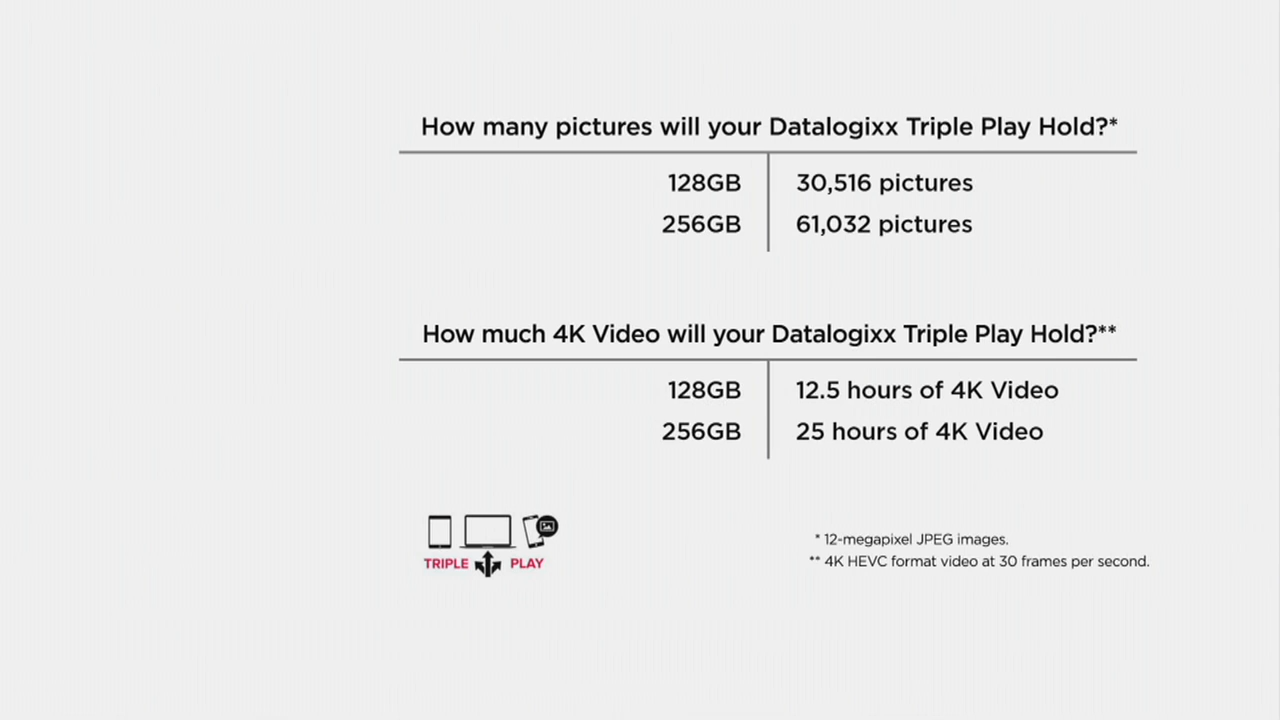 How many pictures will your Datalogixx Triple Play Hold?*
128GB 30,516 pictures
256GB 61,032 pictures
How much 4K Video will your Datalogixx Triple Play Hold?**
128GB 12.5 hours of 4K Video
256GB 25 hours of 4K Video
TRIPLE PLAY
* 12-megapixel JPEG images.
** 4K HEVC format video at 30 frames per second.